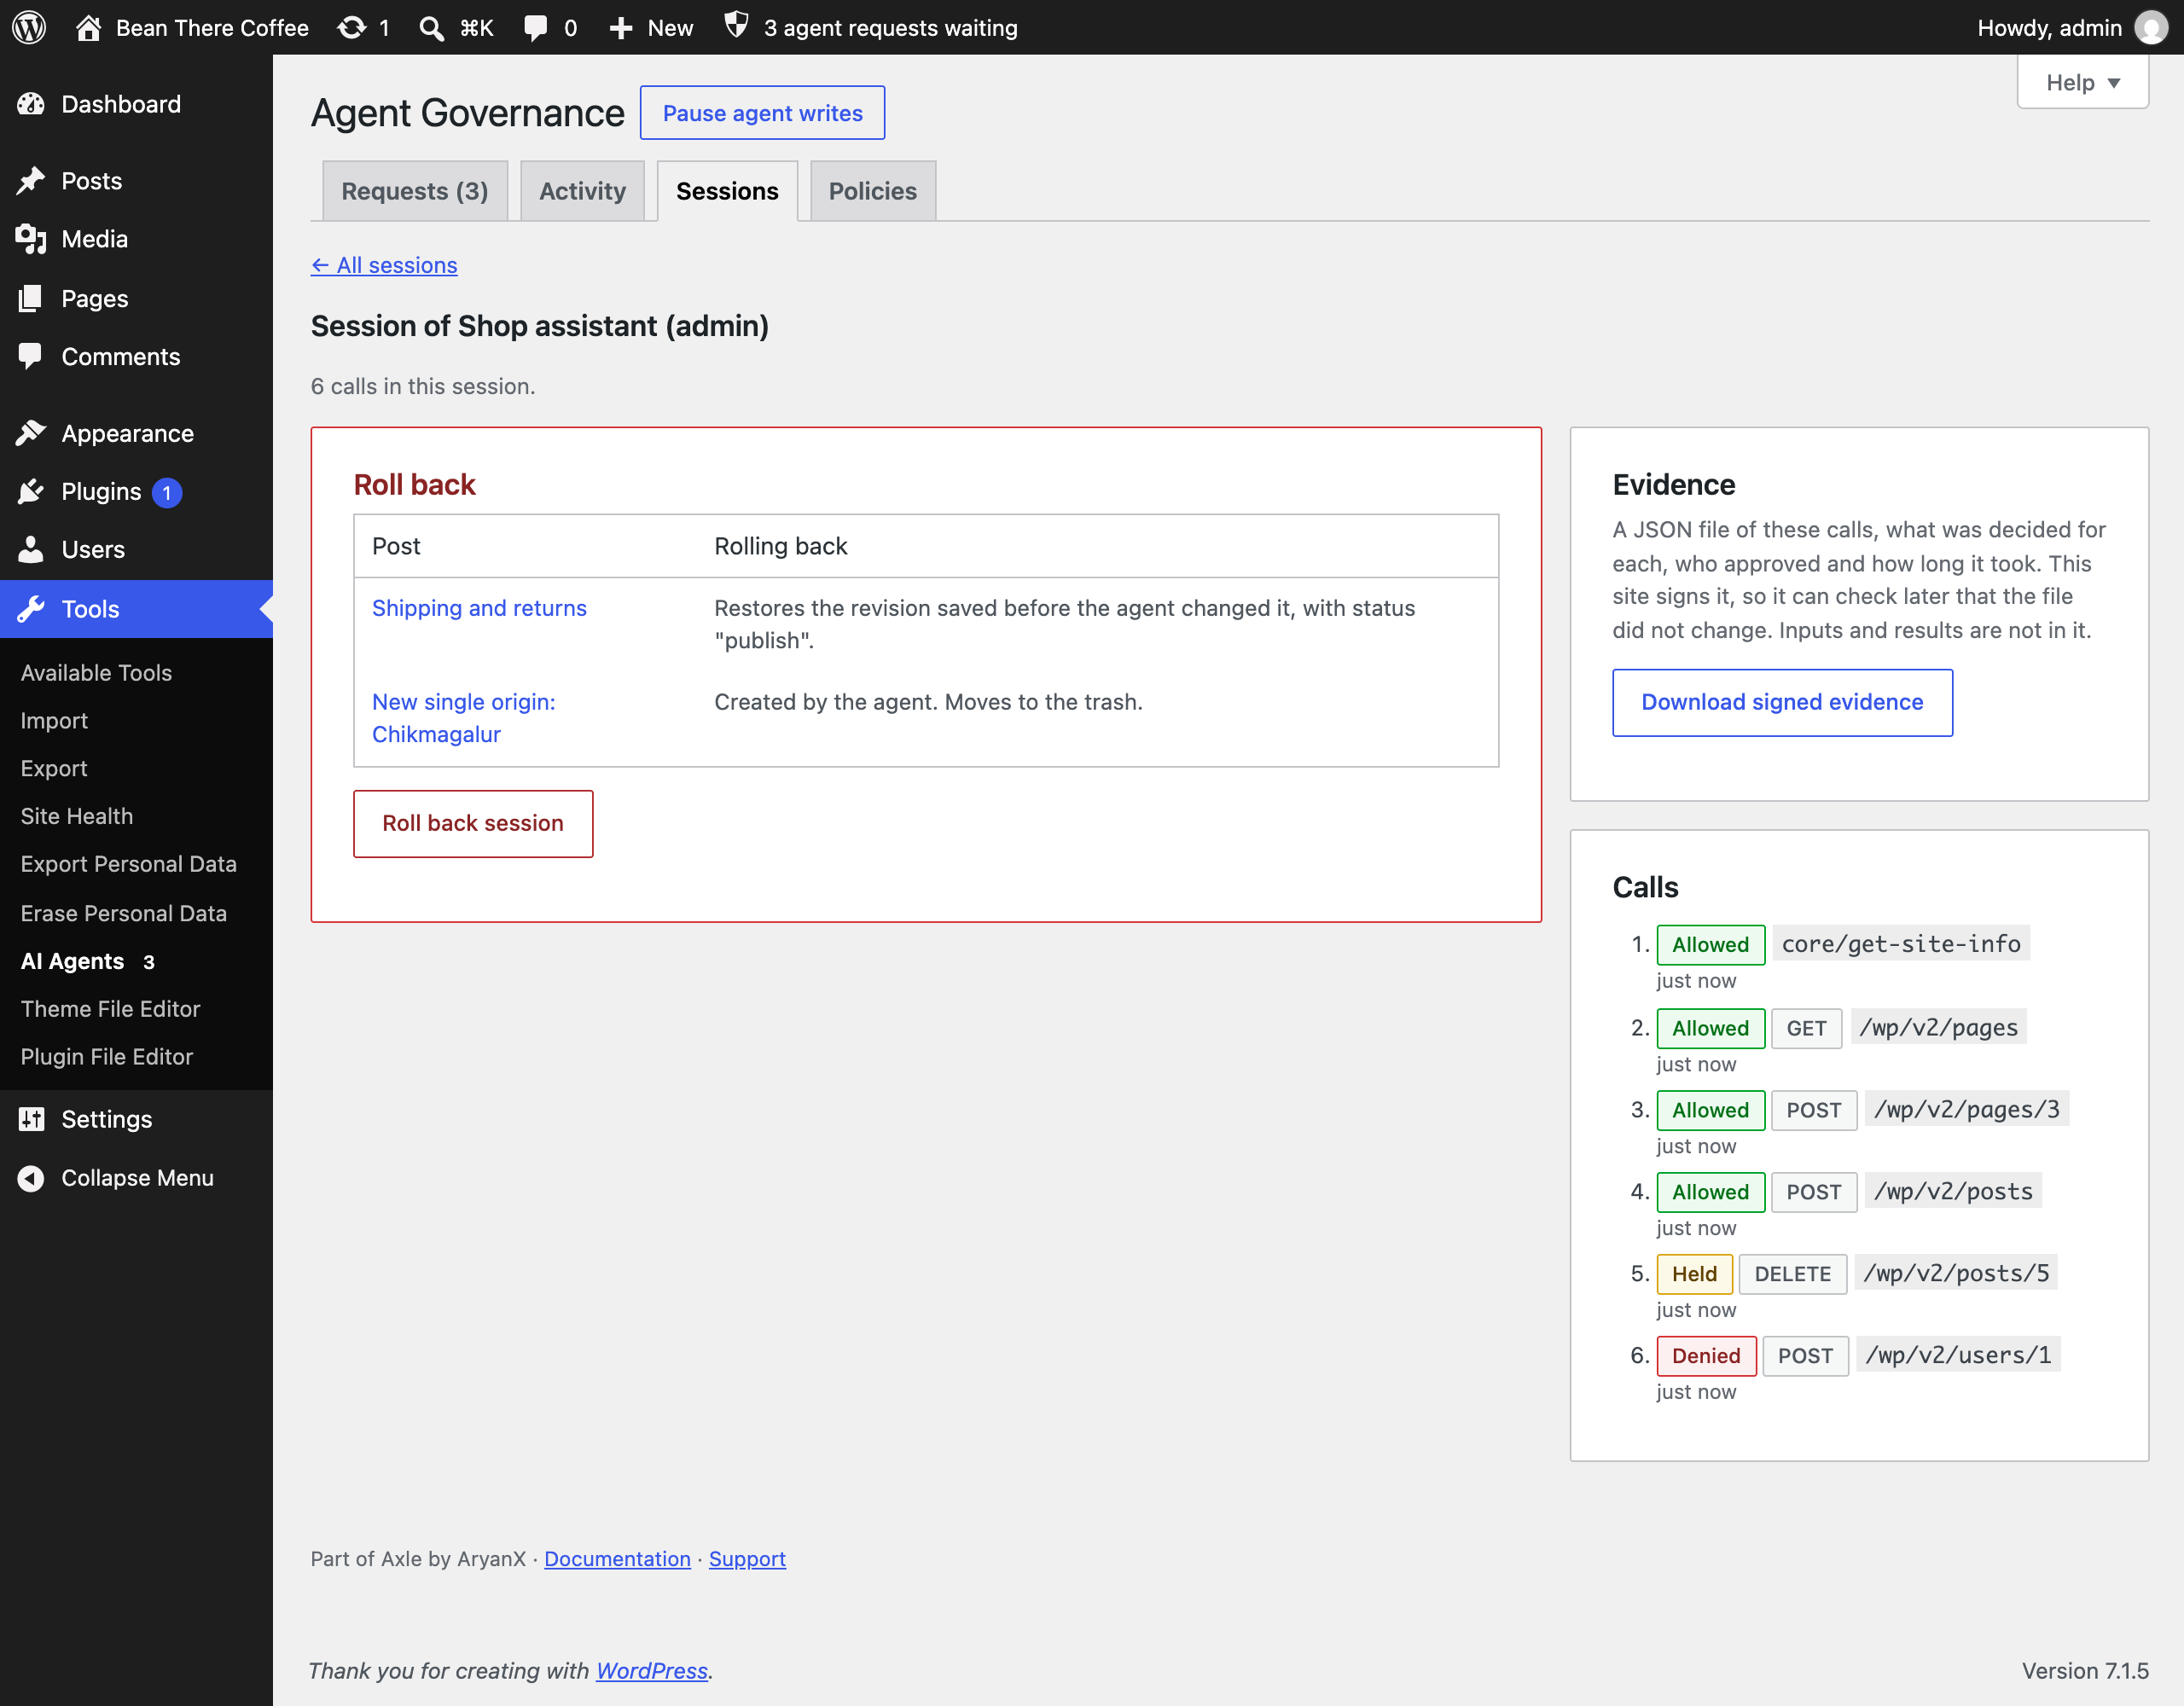 Bean There Coffee 1 ⌘K 0 New 3 agent requests waiting Howdy, admin
Help
Dashboard
Posts
Media
Pages
Comments
Appearance
Plugins 1
Users
Tools
Available Tools
Import
Export
Site Health
Export Personal Data
Erase Personal Data
AI Agents 3
Theme File Editor
Plugin File Editor
Settings
Collapse Menu
Agent Governance Pause agent writes
Requests (3) Activity Sessions Policies
← All sessions
Session of Shop assistant (admin)
6 calls in this session.
Roll back
Post Rolling back
Shipping and returns Restores the revision saved before the agent changed it, with status
"publish".
New single origin: Created by the agent. Moves to the trash.
Chikmagalur
Roll back session
Evidence
A JSON file of these calls, what was decided for
each, who approved and how long it took. This
site signs it, so it can check later that the file
did not change. Inputs and results are not in it.
Download signed evidence
Calls
1. Allowed core/get-site-info
just now
2. Allowed GET /wp/v2/pages
just now
3. Allowed POST /wp/v2/pages/3
just now
4. Allowed POST /wp/v2/posts
just now
5. Held DELETE /wp/v2/posts/5
just now
6. Denied POST /wp/v2/users/1
just now
Part of Axle by AryanX · Documentation · Support
Thank you for creating with WordPress.
Version 7.1.5